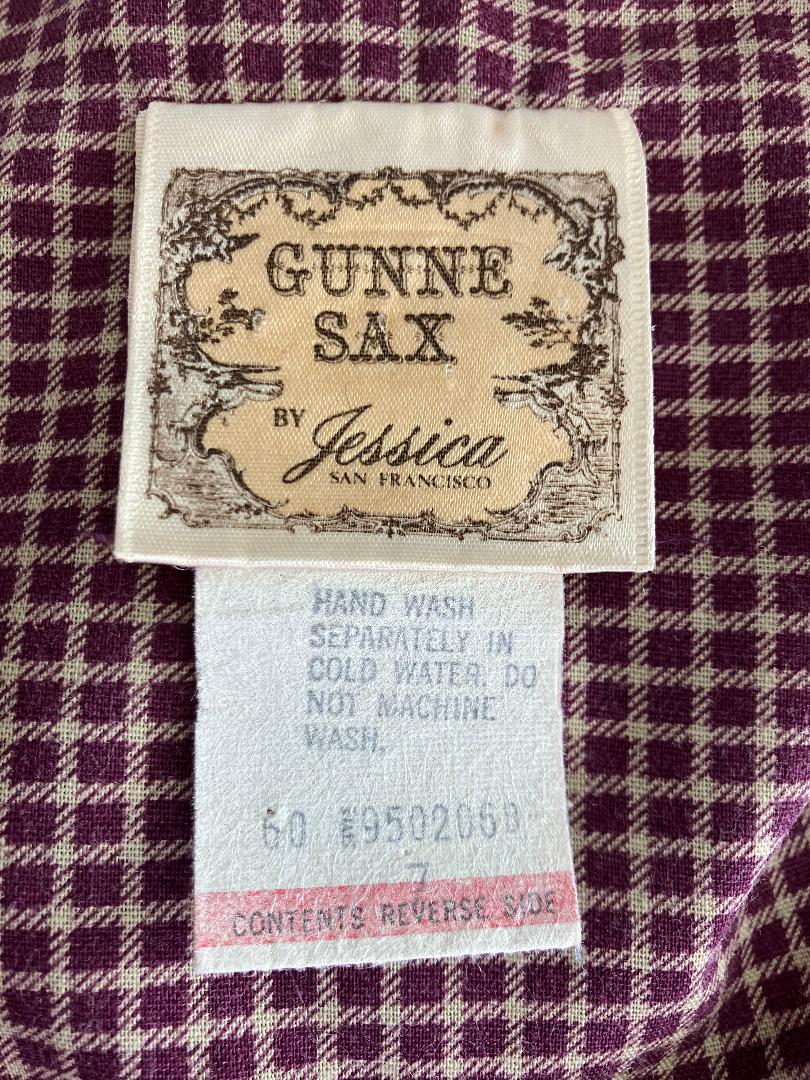 GUNNE
SAX
BY Jessica
SAN FRANCISCO
HAND WASH
SEPARATELY IN
COLD WATER. DO
NOT MACHINE
WASH.
60
7
CONTENTS REVERSE SIDE